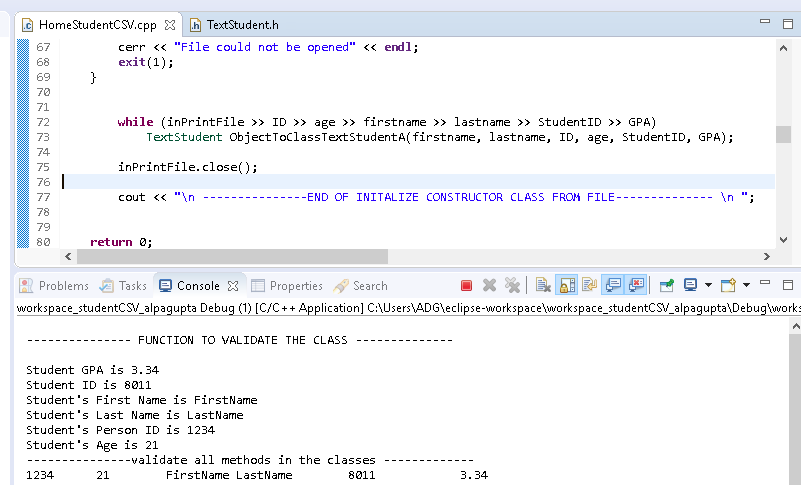 HomeStudentCSV.cpp TextStudent.h
67 cerr << "File could not be opened" << endl;
68 exit(1);
69 }
70
71
72 while (inPrintFile >> ID >> age >> firstname >> lastname >> StudentID >> GPA)
73 TextStudent ObjectToClassTextStudentA(firstname, lastname, ID, age, StudentID, GPA);
74
75 inPrintFile.close();
76
77 cout << "\n ---------------END OF INITALIZE CONSTRUCTOR CLASS FROM FILE-------------- \n ";
78
79
80 return 0;
Problems Tasks Console Properties Search
workspace_studentCSV_alpagupta Debug (1) [C/C++ Application] C:\Users\ADG\eclipse-workspace\workspace_studentCSV_alpagupta\Debug\works
--------------- FUNCTION TO VALIDATE THE CLASS --------------
Student GPA is 3.34
Student ID is 8011
Student's First Name is FirstName
Student's Last Name is LastName
Student's Person ID is 1234
Student's Age is 21
---------------validate all methods in the classes -------------
1234 21 FirstName LastName 8011 3.34